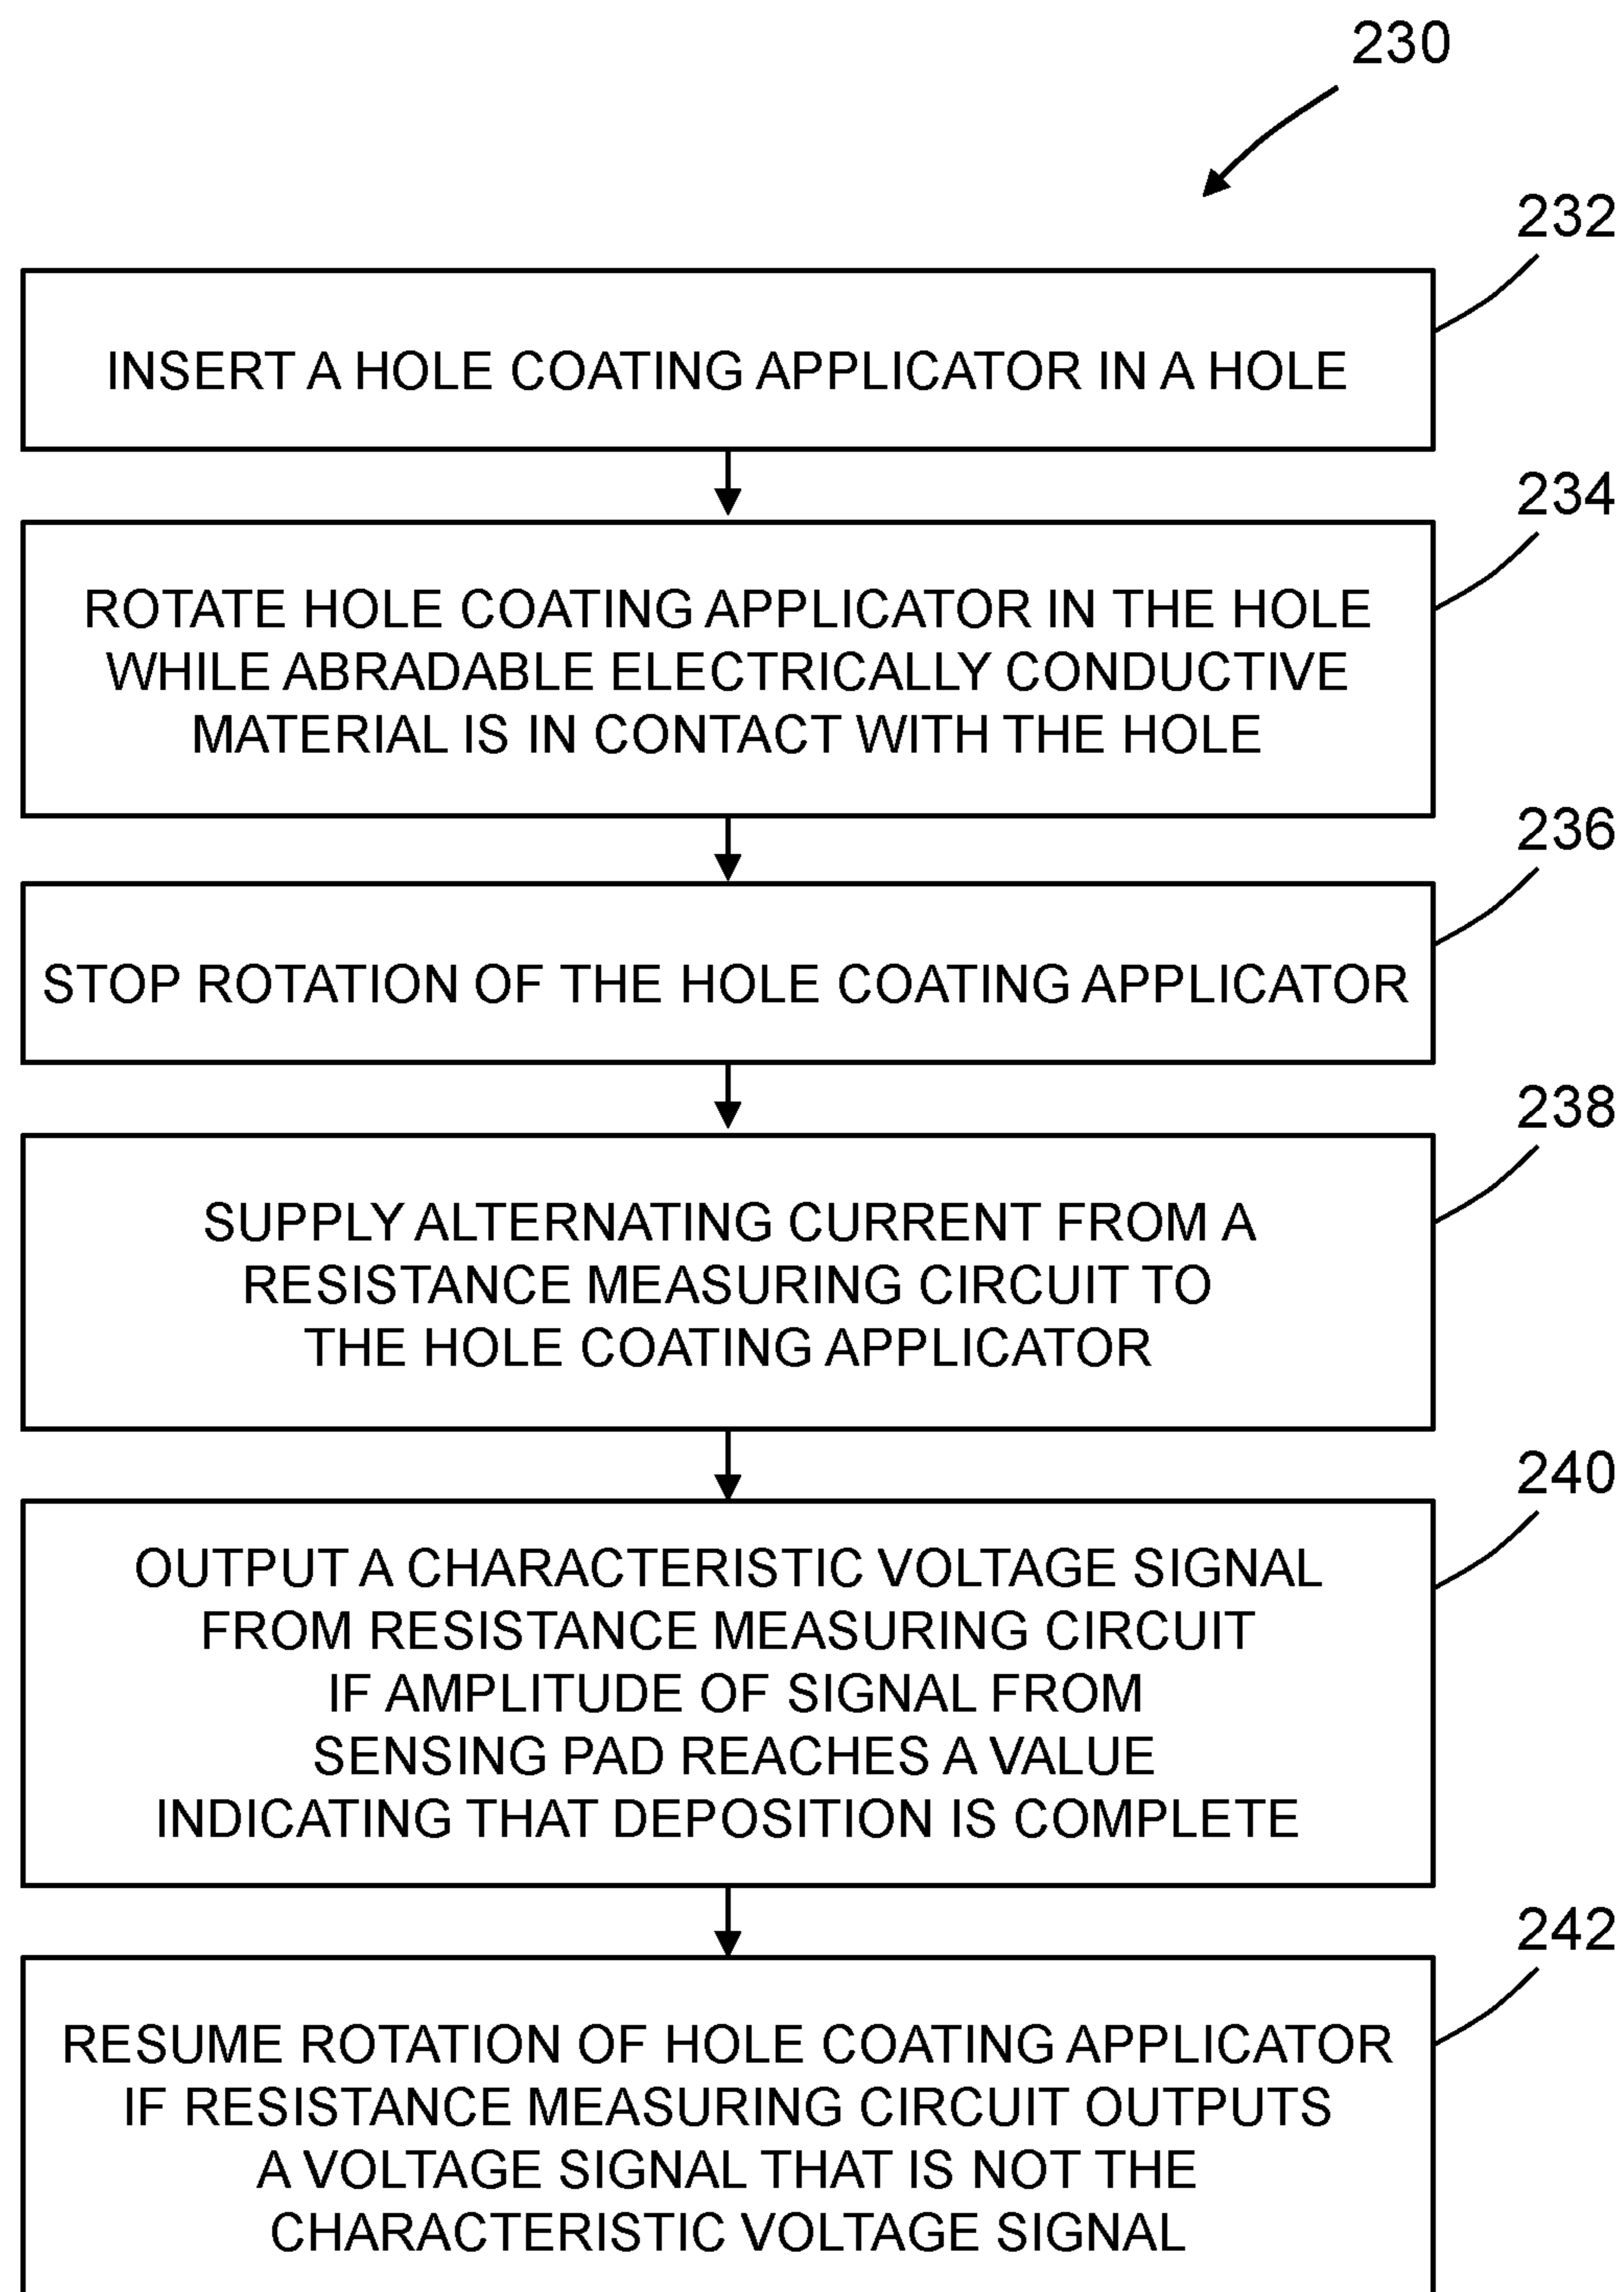 230
232
INSERT A HOLE COATING APPLICATOR IN A HOLE
234
ROTATE HOLE COATING APPLICATOR IN THE HOLE
WHILE ABRADABLE ELECTRICALLY CONDUCTIVE
MATERIAL IS IN CONTACT WITH THE HOLE
236
STOP ROTATION OF THE HOLE COATING APPLICATOR
238
SUPPLY ALTERNATING CURRENT FROM A
RESISTANCE MEASURING CIRCUIT TO
THE HOLE COATING APPLICATOR
240
OUTPUT A CHARACTERISTIC VOLTAGE SIGNAL
FROM RESISTANCE MEASURING CIRCUIT
IF AMPLITUDE OF SIGNAL FROM
SENSING PAD REACHES A VALUE
INDICATING THAT DEPOSITION IS COMPLETE
242
RESUME ROTATION OF HOLE COATING APPLICATOR
IF RESISTANCE MEASURING CIRCUIT OUTPUTS
A VOLTAGE SIGNAL THAT IS NOT THE
CHARACTERISTIC VOLTAGE SIGNAL